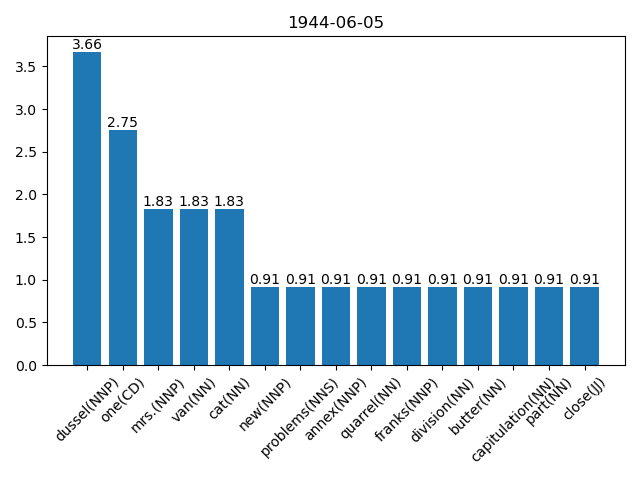 1944-06-05
3.66
2.75
1.83 1.83 1.83
0.91 0.91 0.91 0.91 0.91 0.91 0.91 0.91 0.91 0.91
3.5
3.0
2.5
2.0
1.5
1.0
0.5
0.0
dussel(NNP)
one(CD)
mrs.(NNP)
van(NN)
cat(NN)
new(NNP)
problems(NNS)
annex(NNP)
quarrel(NN)
franks(NNP)
division(NN)
butter(NN)
capitulation(NN)
part(NN)
close(JJ)